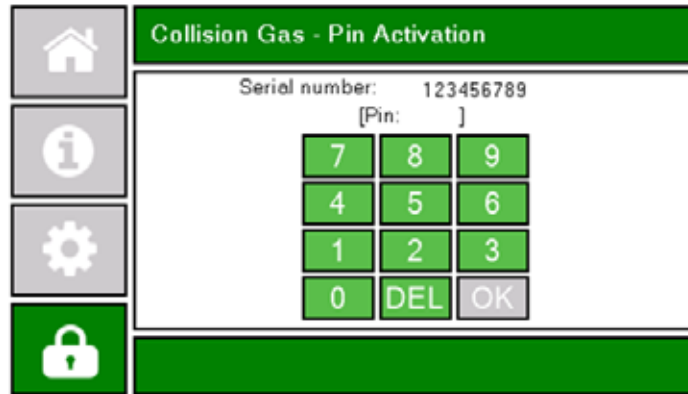 Collision Gas - Pin Activation
Serial number: 123456789
[Pin: ]
7 8 9
4 5 6
1 2 3
0 DEL OK